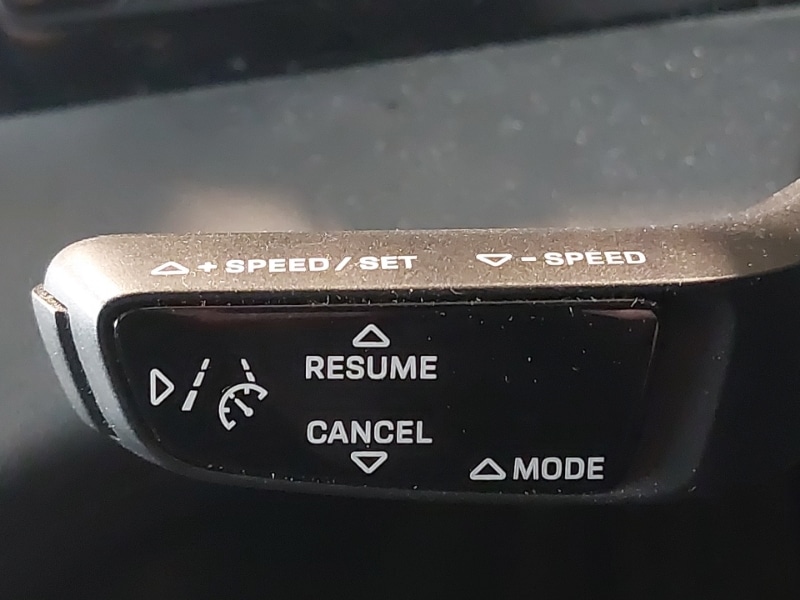 △ + SPEED / SET ▽ - SPEED
RESUME
CANCEL
△ MODE